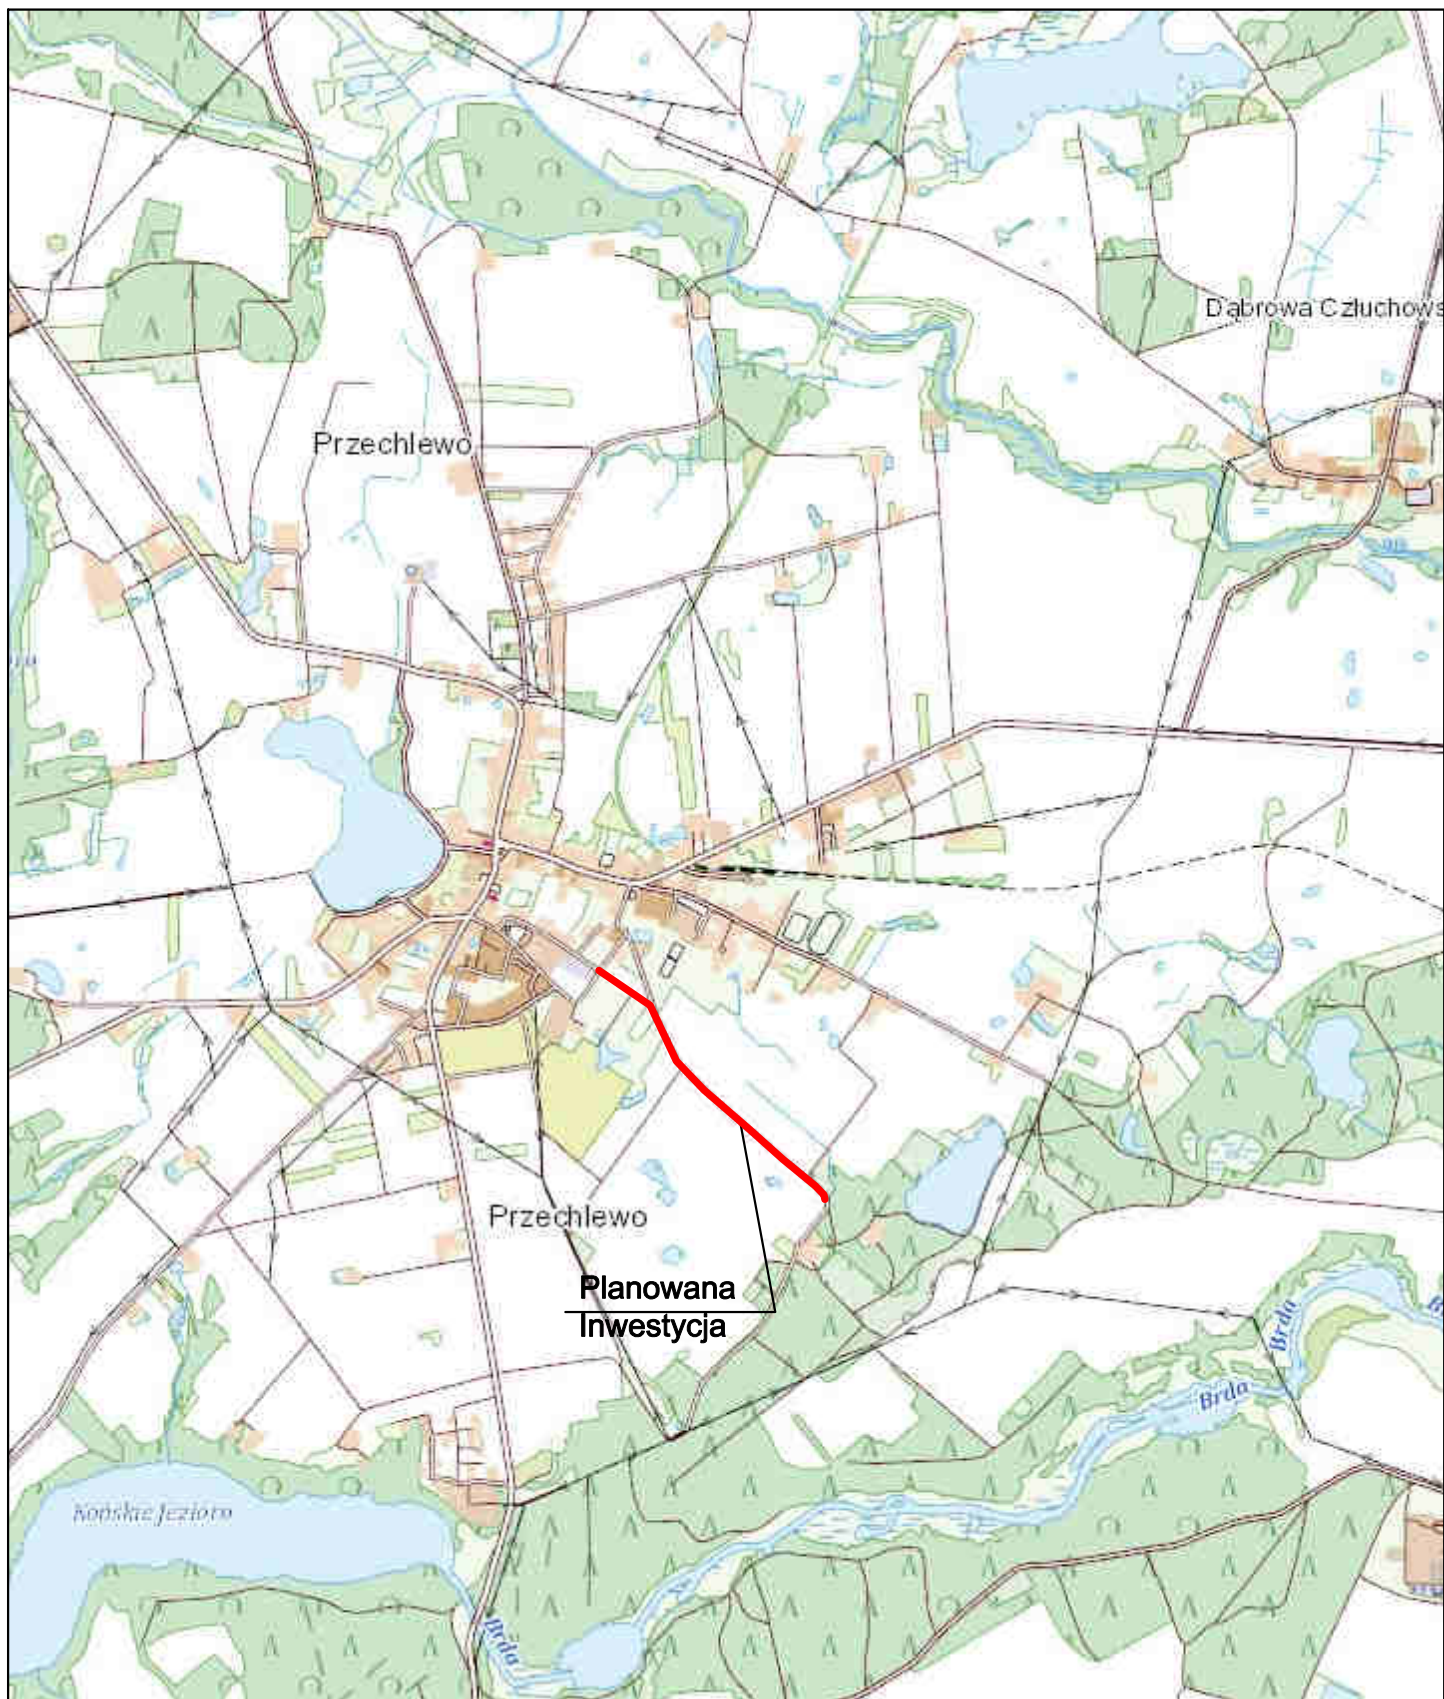 Dąbrowa Człuchows
Przechlewo
Przechlewo
Planowana
Inwestycja
Brda
Brda
Końskie Jezioro
Brda